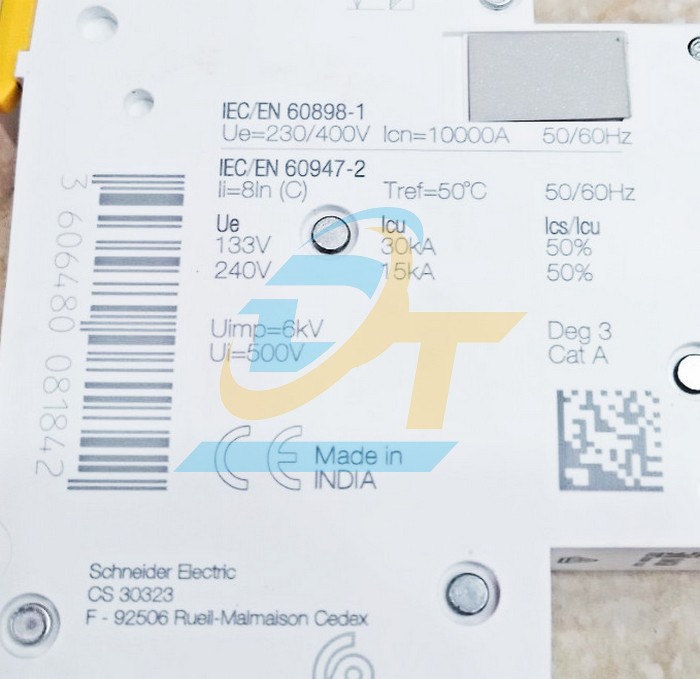 IEC/EN 60898-1
Ue=230/400V Icn=10000A 50/60Hz
IEC/EN 60947-2
Ii=8In (C) Tref=50°C 50/60Hz
Ue Icu Ics/Icu
133V 30kA 50%
240V 15kA 50%
Uimp=6kV Deg 3
Ui=500V Cat A
3 606480 081842
DT
CE Made in
INDIA
Schneider Electric
CS 30323
F - 92506 Rueil-Malmaison Cedex